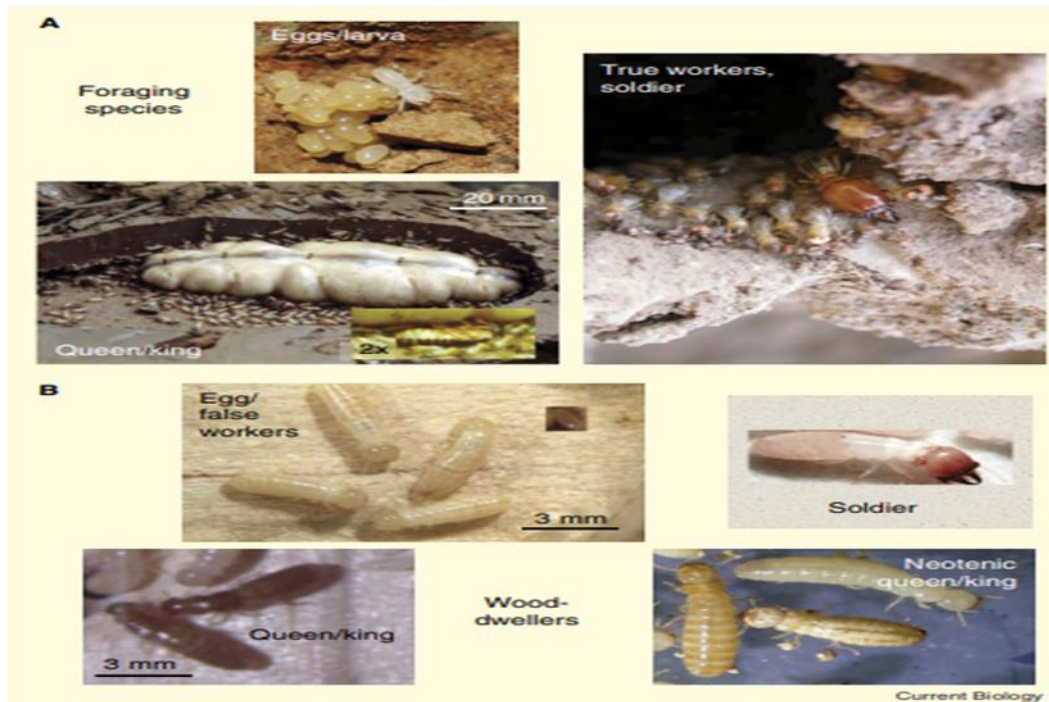 A
Eggs/larva
Foraging
species
True workers,
soldier
20 mm
Queen/king
2x
B
Egg/
false
workers
3 mm
Soldier
Queen/king
3 mm
Wood-
dwellers
Neotenic
queen/king
Current Biology